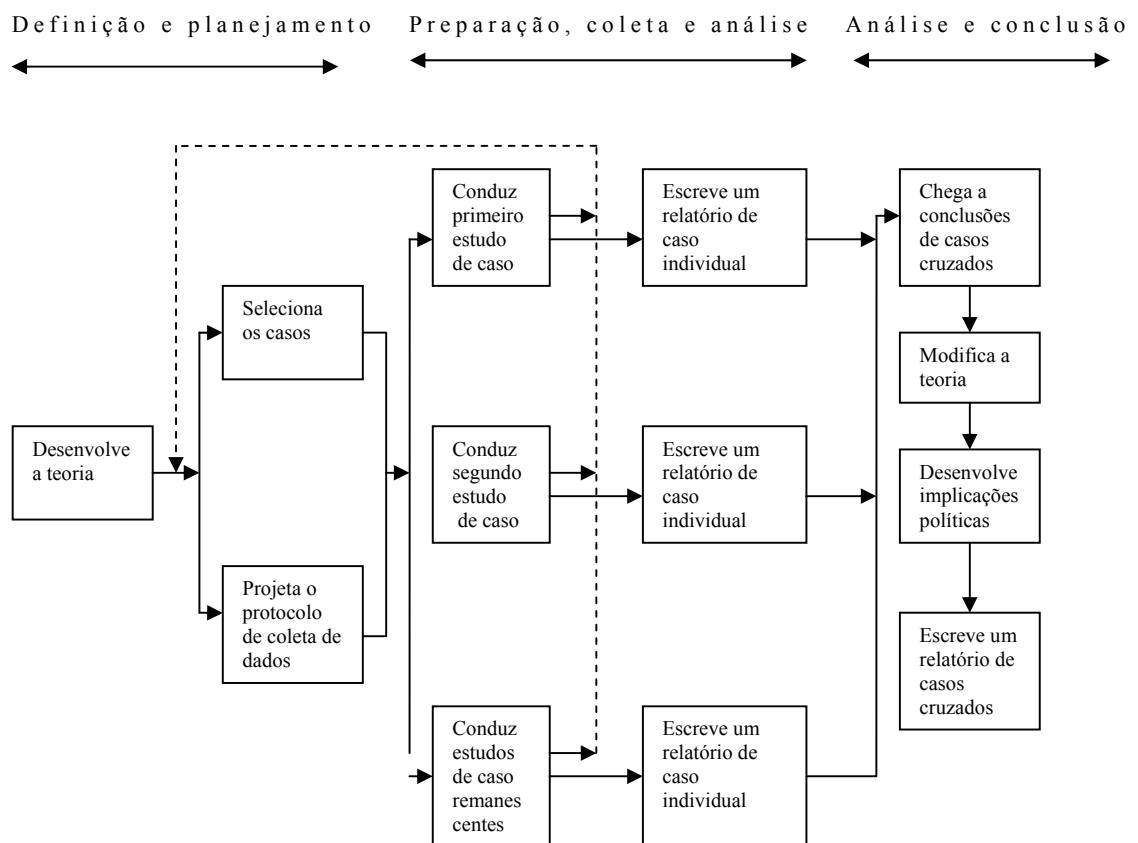 Definição e planejamento
Preparação, coleta e análise
Análise e conclusão
Desenvolve
a teoria
Seleciona
os casos
Projeta o
protocolo
de coleta de
dados
Conduz
primeiro
estudo
de caso
Escreve um
relatório de
caso
individual
Conduz
segundo
estudo
de caso
Escreve um
relatório de
caso
individual
Conduz
estudos
de caso
remanes
centes
Escreve um
relatório de
caso
individual
Chega a
conclusões
de casos
cruzados
Modifica a
teoria
Desenvolve
implicações
políticas
Escreve um
relatório de
casos
cruzados